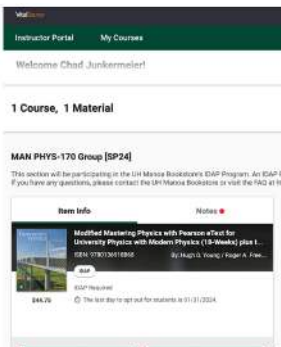 VitalSource
Instructor Portal My Courses
Welcome Chad Junkermeier!
1 Course, 1 Material
MAN PHYS-170 Group [SP24]
This section will be participating in the UH Manoa Bookstore's IDAP Program. An IDAP
If you have any questions, please contact the UH Manoa Bookstore or visit the FAQ at
Item Info Notes
Modified Mastering Physics with Pearson eText for
University Physics with Modern Physics (18-Weeks) plus
ISBN: 9780136918868 By: Hugh D. Young / Roger A. Free...
IDAP
$44.75
IDAP Required
The last day to opt out for students is 01/31/2024.